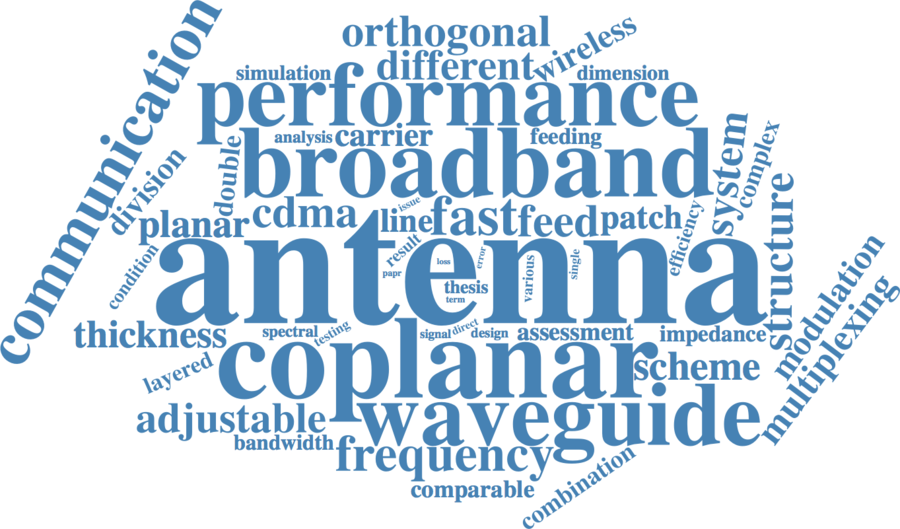 communication
orthogonal
wireless
simulation
different
dimension
performance
analysis
carrier
feeding
broadband
system
complex
division
double
planar
cdma
line
issue
fast
feed
patch
efficiency
structure
condition
antenna
result
loss
error
papr
thesis
term
various
single
modulation
multiplexing
thickness
spectral
testing
signal
direct
design
assessment
impedance
coplanar
scheme
layered
adjustable
waveguide
bandwidth
frequency
comparable
combination